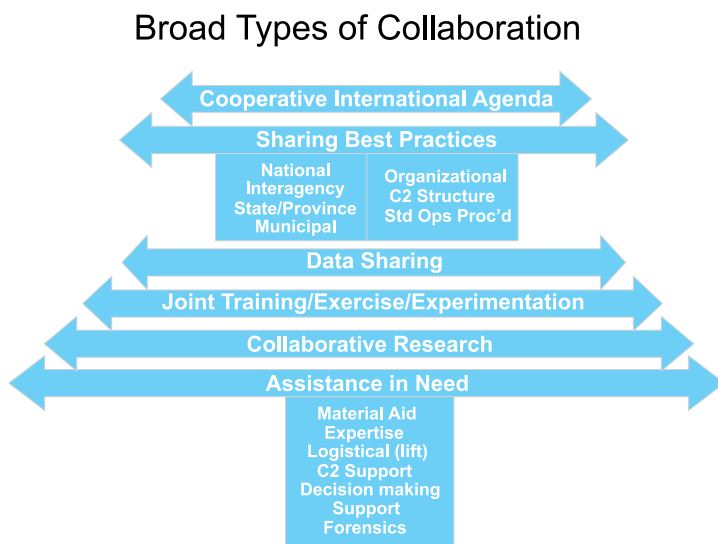 Broad Types of Collaboration
Cooperative International Agenda
Sharing Best Practices
National
Interagency
State/Province
Municipal
Organizational
C2 Structure
Std Ops Proc'd
Data Sharing
Joint Training/Exercise/Experimentation
Collaborative Research
Assistance in Need
Material Aid
Expertise
Logistical (lift)
C2 Support
Decision making
Support
Forensics